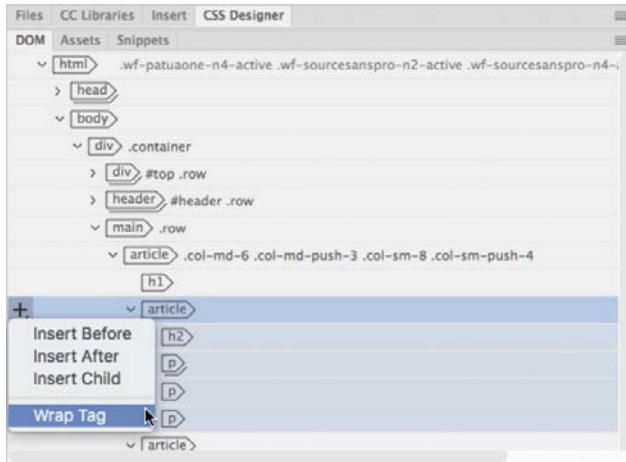 Files CC Libraries Insert CSS Designer
DOM Assets Snippets
html .wf-patuaone-n4-active .wf-sourcesanspro-n2-active .wf-sourcesanspro-n4-
head
body
div .container
div #top .row
header #header .row
main .row
article .col-md-6 .col-md-push-3 .col-sm-8 .col-sm-push-4
h1
article
Insert Before h2
Insert After p
Insert Child p
Wrap Tag p
article